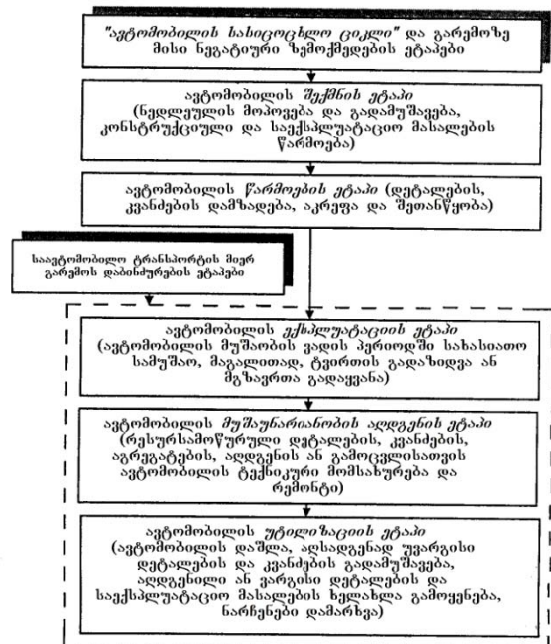 "ავტომობილის სასიცოცხლო ციკლი" და გარემოზე
მისი ნეგატიური ზემოქმედების ეტაპები
ავტომობილის შექმნის ეტაპი
(ნედლეულის მოპოვება და გადამუშავება,
კონსტრუქციული და საექსპლუატაციო მასალების
წარმოება)
ავტომობილის წარმოების ეტაპი (დეტალების,
კვანძების დამზადება, აკრეფა და შეთანწყობა)
საავტომობილო ტრანსპორტის მიერ
გარემოს დაბინძურების ეტაპები
ავტომობილის ექსპლუატაციის ეტაპი
(ავტომობილის მუშაობის ვადის პერიოდში სახასიათო
სამუშაო, მაგალითად, ტვირთის გადაზიდვა ან
მგზავრთა გადაყვანა)
ავტომობილის მუშაუნარიანობის აღდგენის ეტაპი
(რესურსამოწურული დეტალების, კვანძების,
აგრეგატების, აღდგენის ან გამოცვლისათვის
ავტომობილის ტექნიკური მომსახურება და
რემონტი)
ავტომობილის უტილიზაციის ეტაპი
(ავტომობილის დაშლა, აღსადგენად უვარგისი
დეტალების და კვანძების გადამუშავება,
აღდგენილი ან ვარგისი დეტალების და
საექსპლუატაციო მასალების ხელახლა გამოყენება,
ნარჩენები დამარხვა)